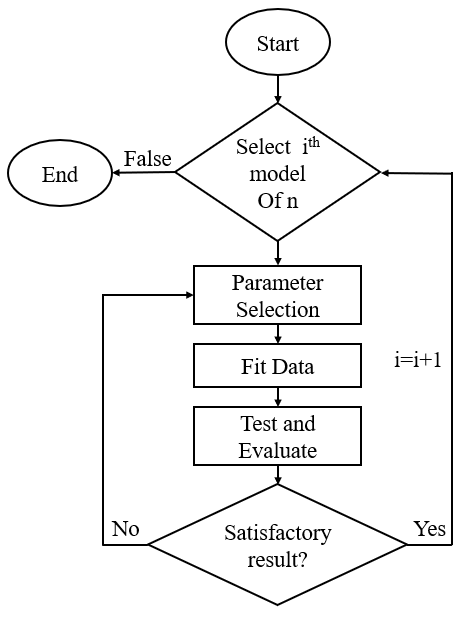 Start
Select ith
model
Of n
False
End
Parameter
Selection
Fit Data
i=i+1
Test and
Evaluate
No
Satisfactory
result?
Yes